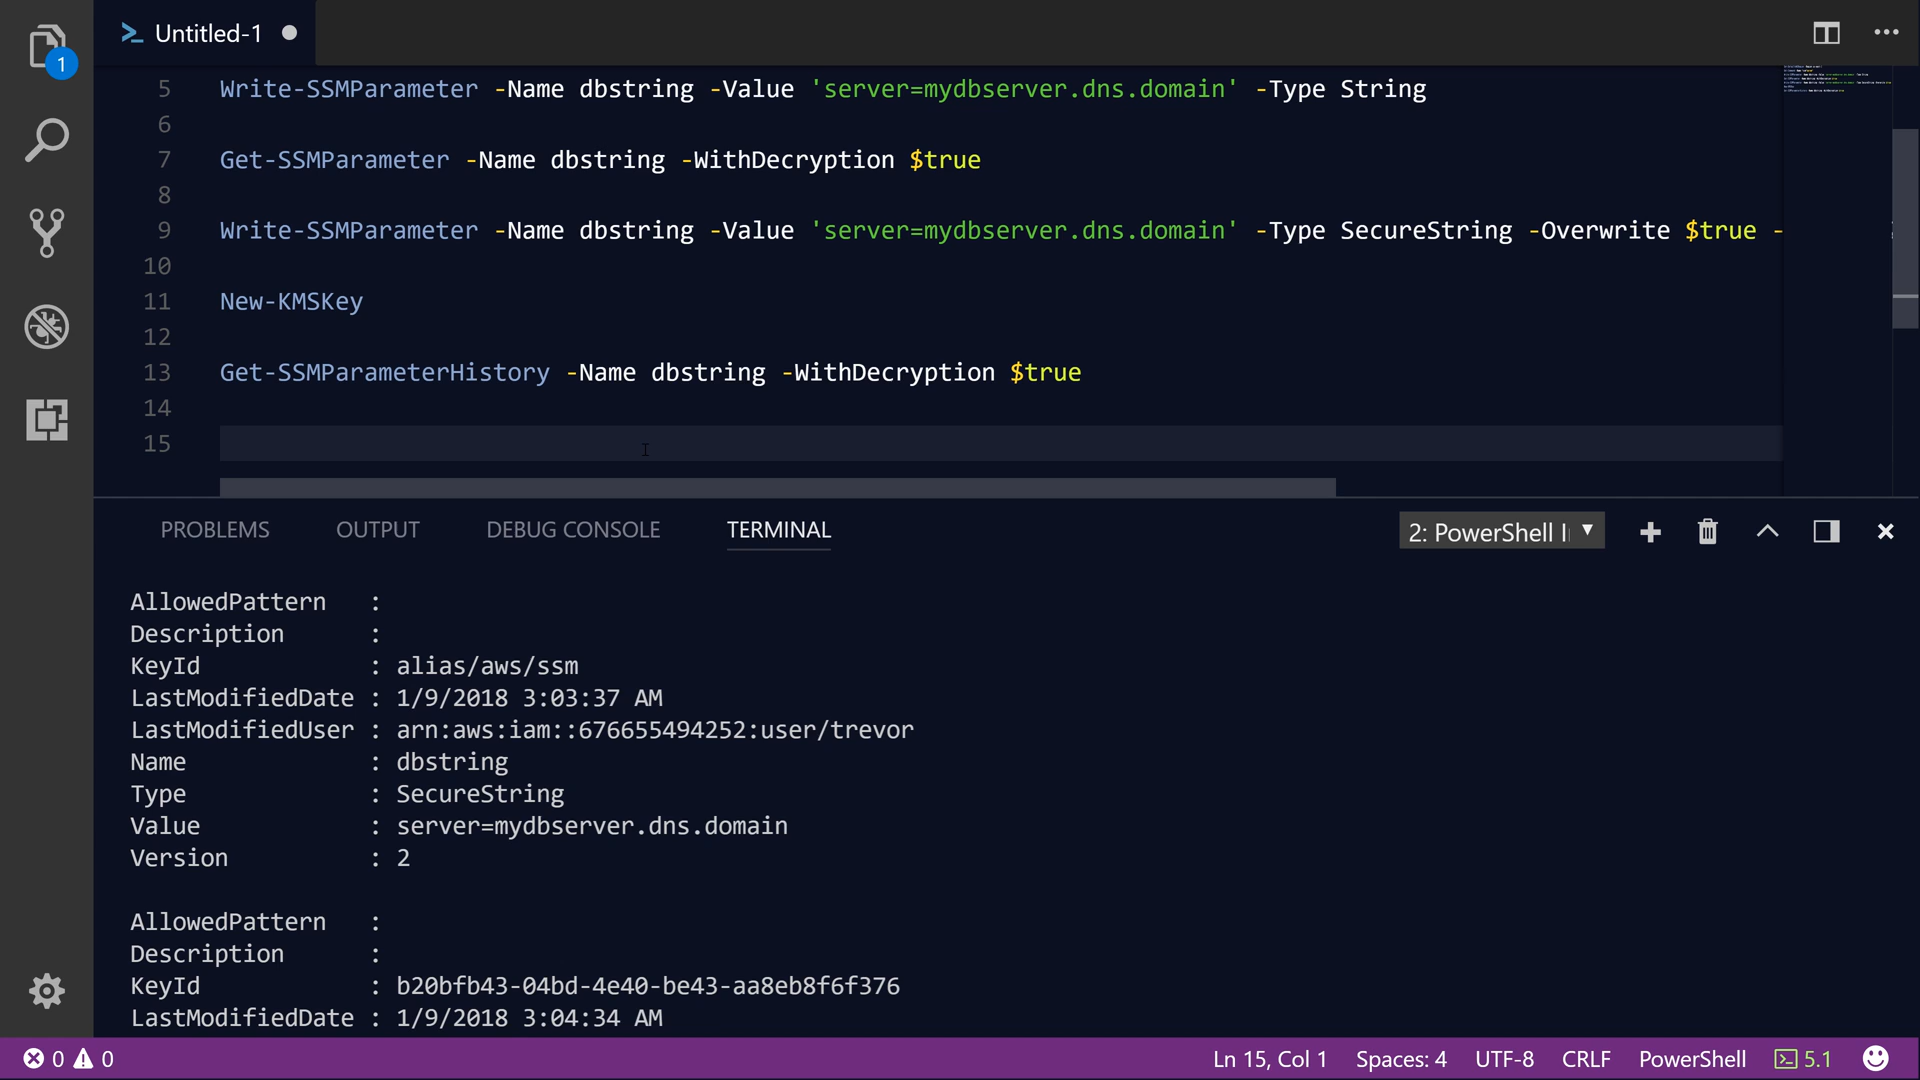 1
Untitled-1
5 Write-SSMParameter -Name dbstring -Value 'server=mydbserver.dns.domain' -Type String
6
7 Get-SSMParameter -Name dbstring -WithDecryption $true
8
9 Write-SSMParameter -Name dbstring -Value 'server=mydbserver.dns.domain' -Type SecureString -Overwrite $true -
10
11 New-KMSKey
12
13 Get-SSMParameterHistory -Name dbstring -WithDecryption $true
14
15
PROBLEMS OUTPUT DEBUG CONSOLE TERMINAL 2: PowerShell I
AllowedPattern :
Description :
KeyId : alias/aws/ssm
LastModifiedDate : 1/9/2018 3:03:37 AM
LastModifiedUser : arn:aws:iam::676655494252:user/trevor
Name : dbstring
Type : SecureString
Value : server=mydbserver.dns.domain
Version : 2
AllowedPattern :
Description :
KeyId : b20bfb43-04bd-4e40-be43-aa8eb8f6f376
LastModifiedDate : 1/9/2018 3:04:34 AM
0 0 Ln 15, Col 1 Spaces: 4 UTF-8 CRLF PowerShell 5.1